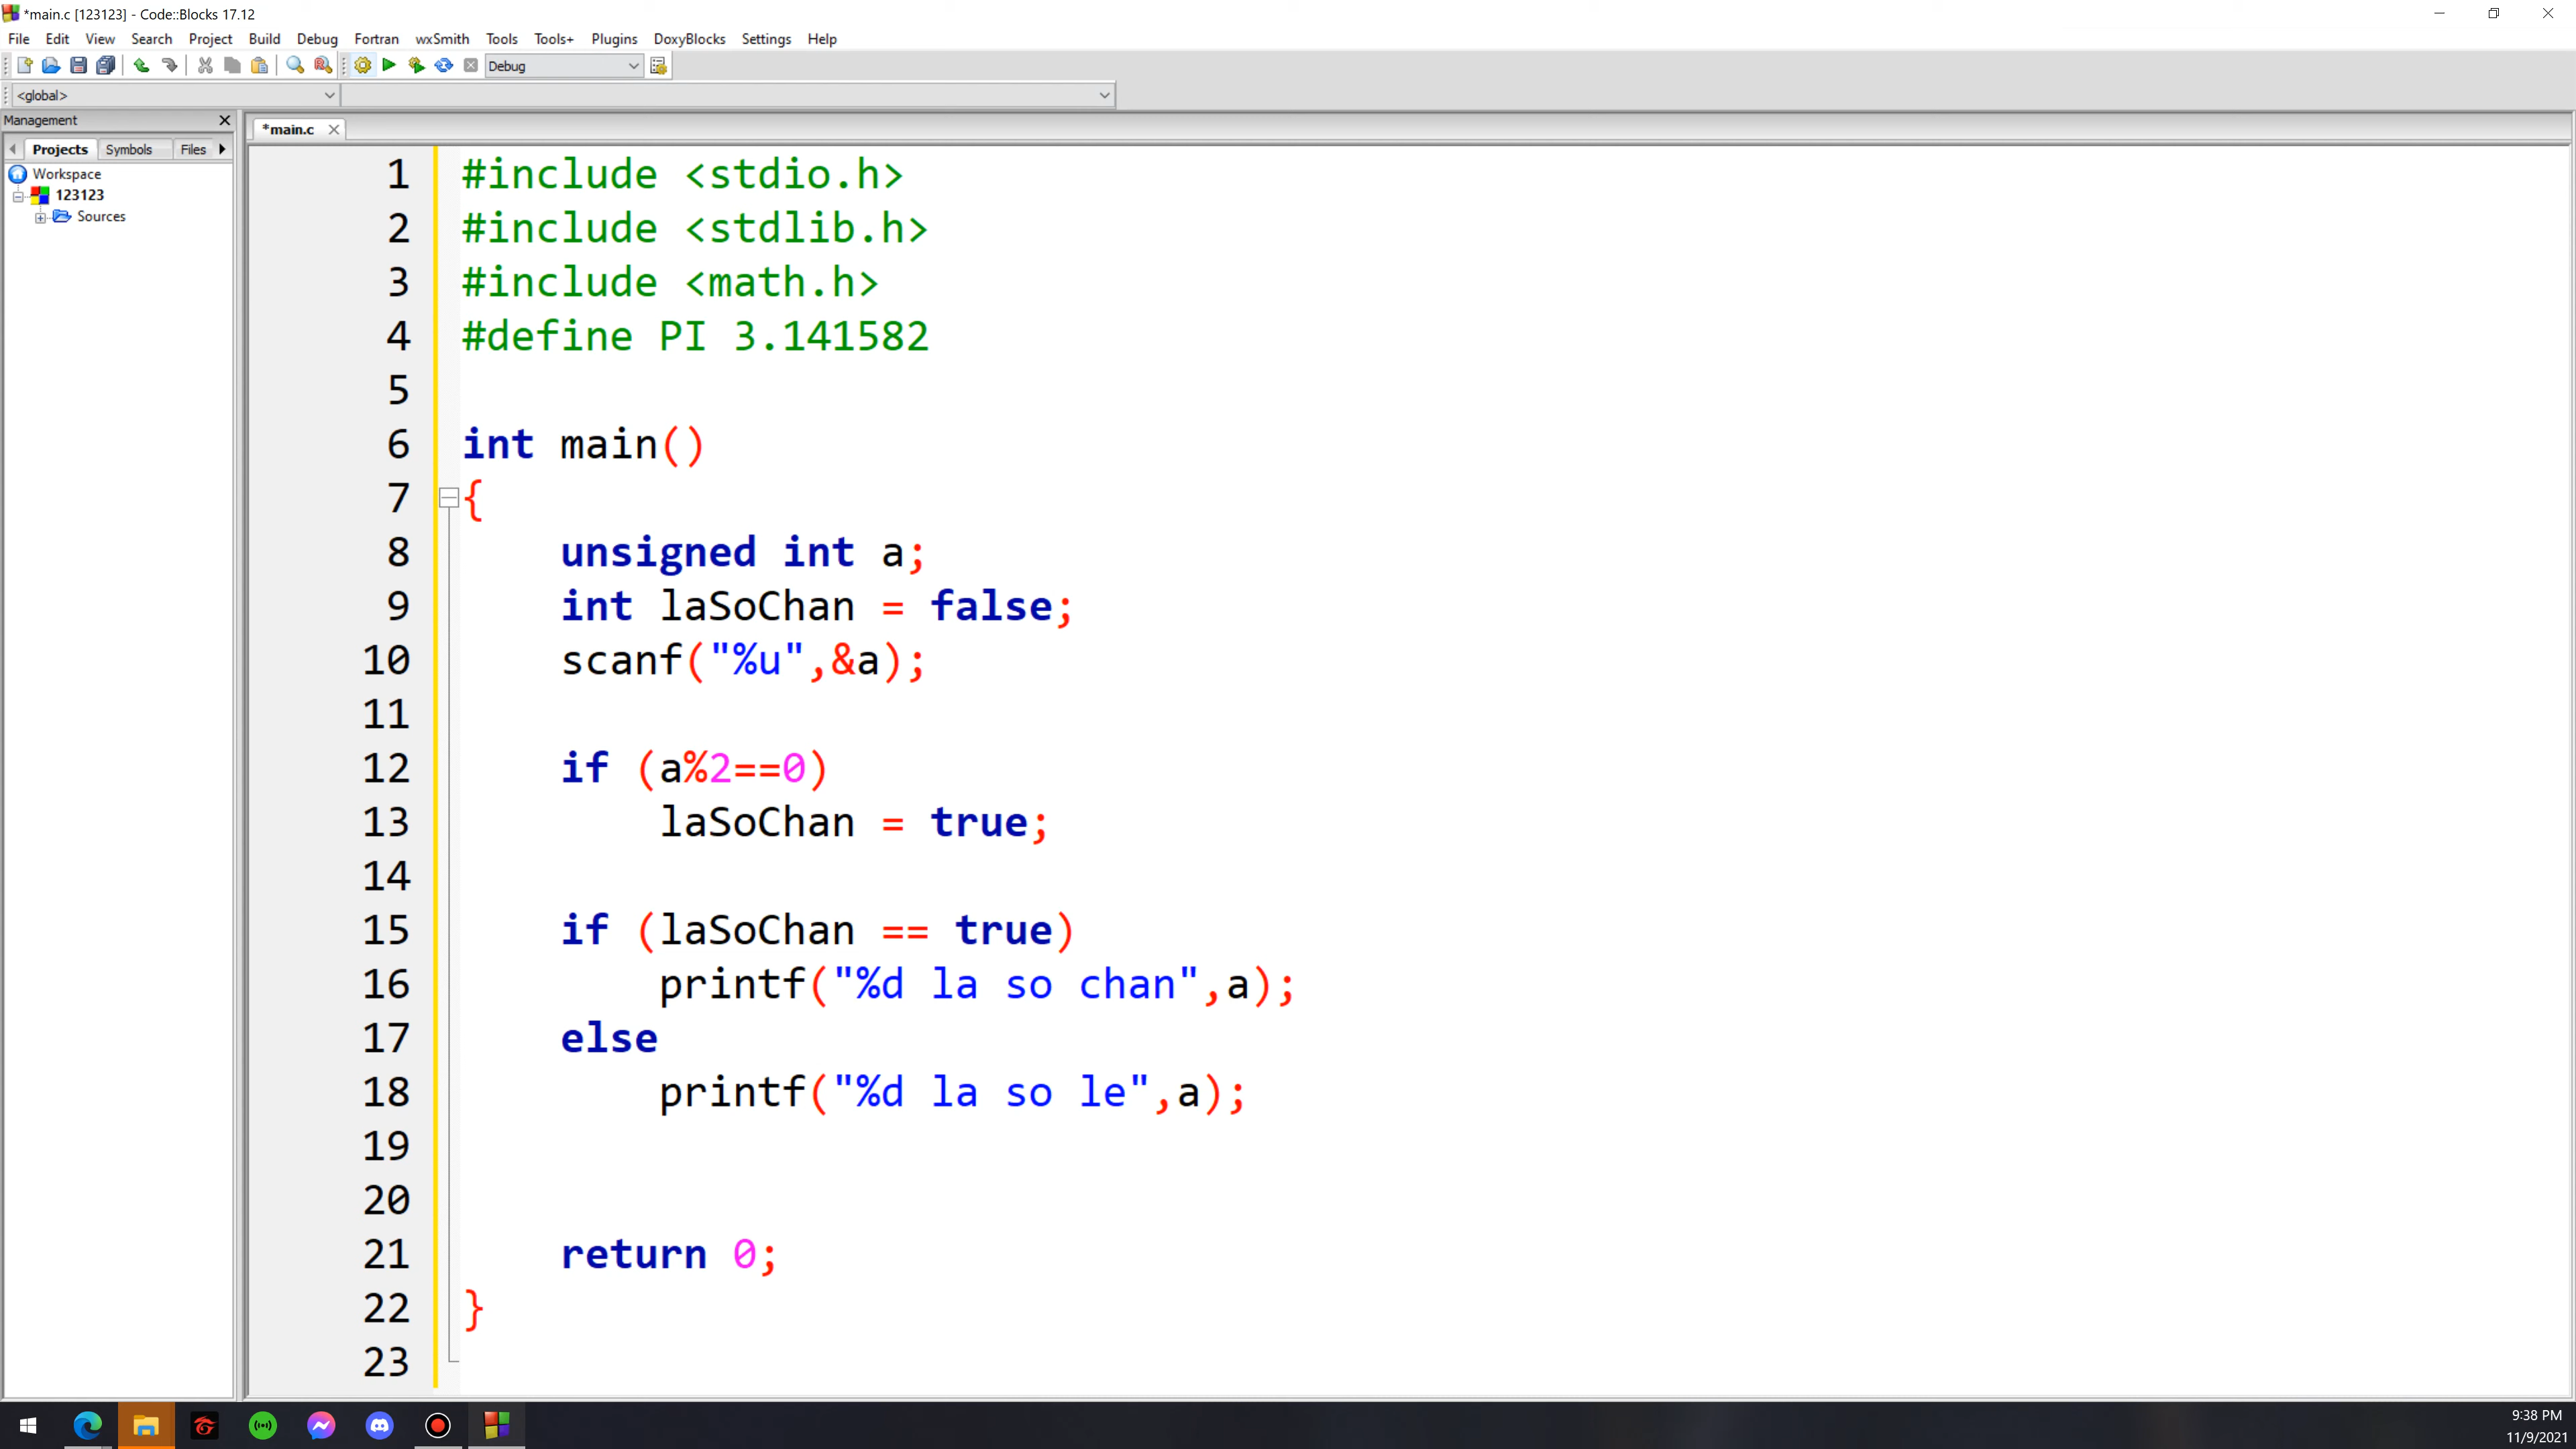 *main.c [123123] - Code::Blocks 17.12
File Edit View Search Project Build Debug Fortran wxSmith Tools Tools+ Plugins DoxyBlocks Settings Help
Debug
<global>
Management
*main.c
Projects Symbols Files
Workspace
123123
Sources
1 #include <stdio.h>
2 #include <stdlib.h>
3 #include <math.h>
4 #define PI 3.141582
5
6 int main()
7 {
8 unsigned int a;
9 int laSoChan = false;
10 scanf("%u",&a);
11
12 if (a%2==0)
13 laSoChan = true;
14
15 if (laSoChan == true)
16 printf("%d la so chan",a);
17 else
18 printf("%d la so le",a);
19
20
21 return 0;
22 }
23
9:38 PM
11/9/2021